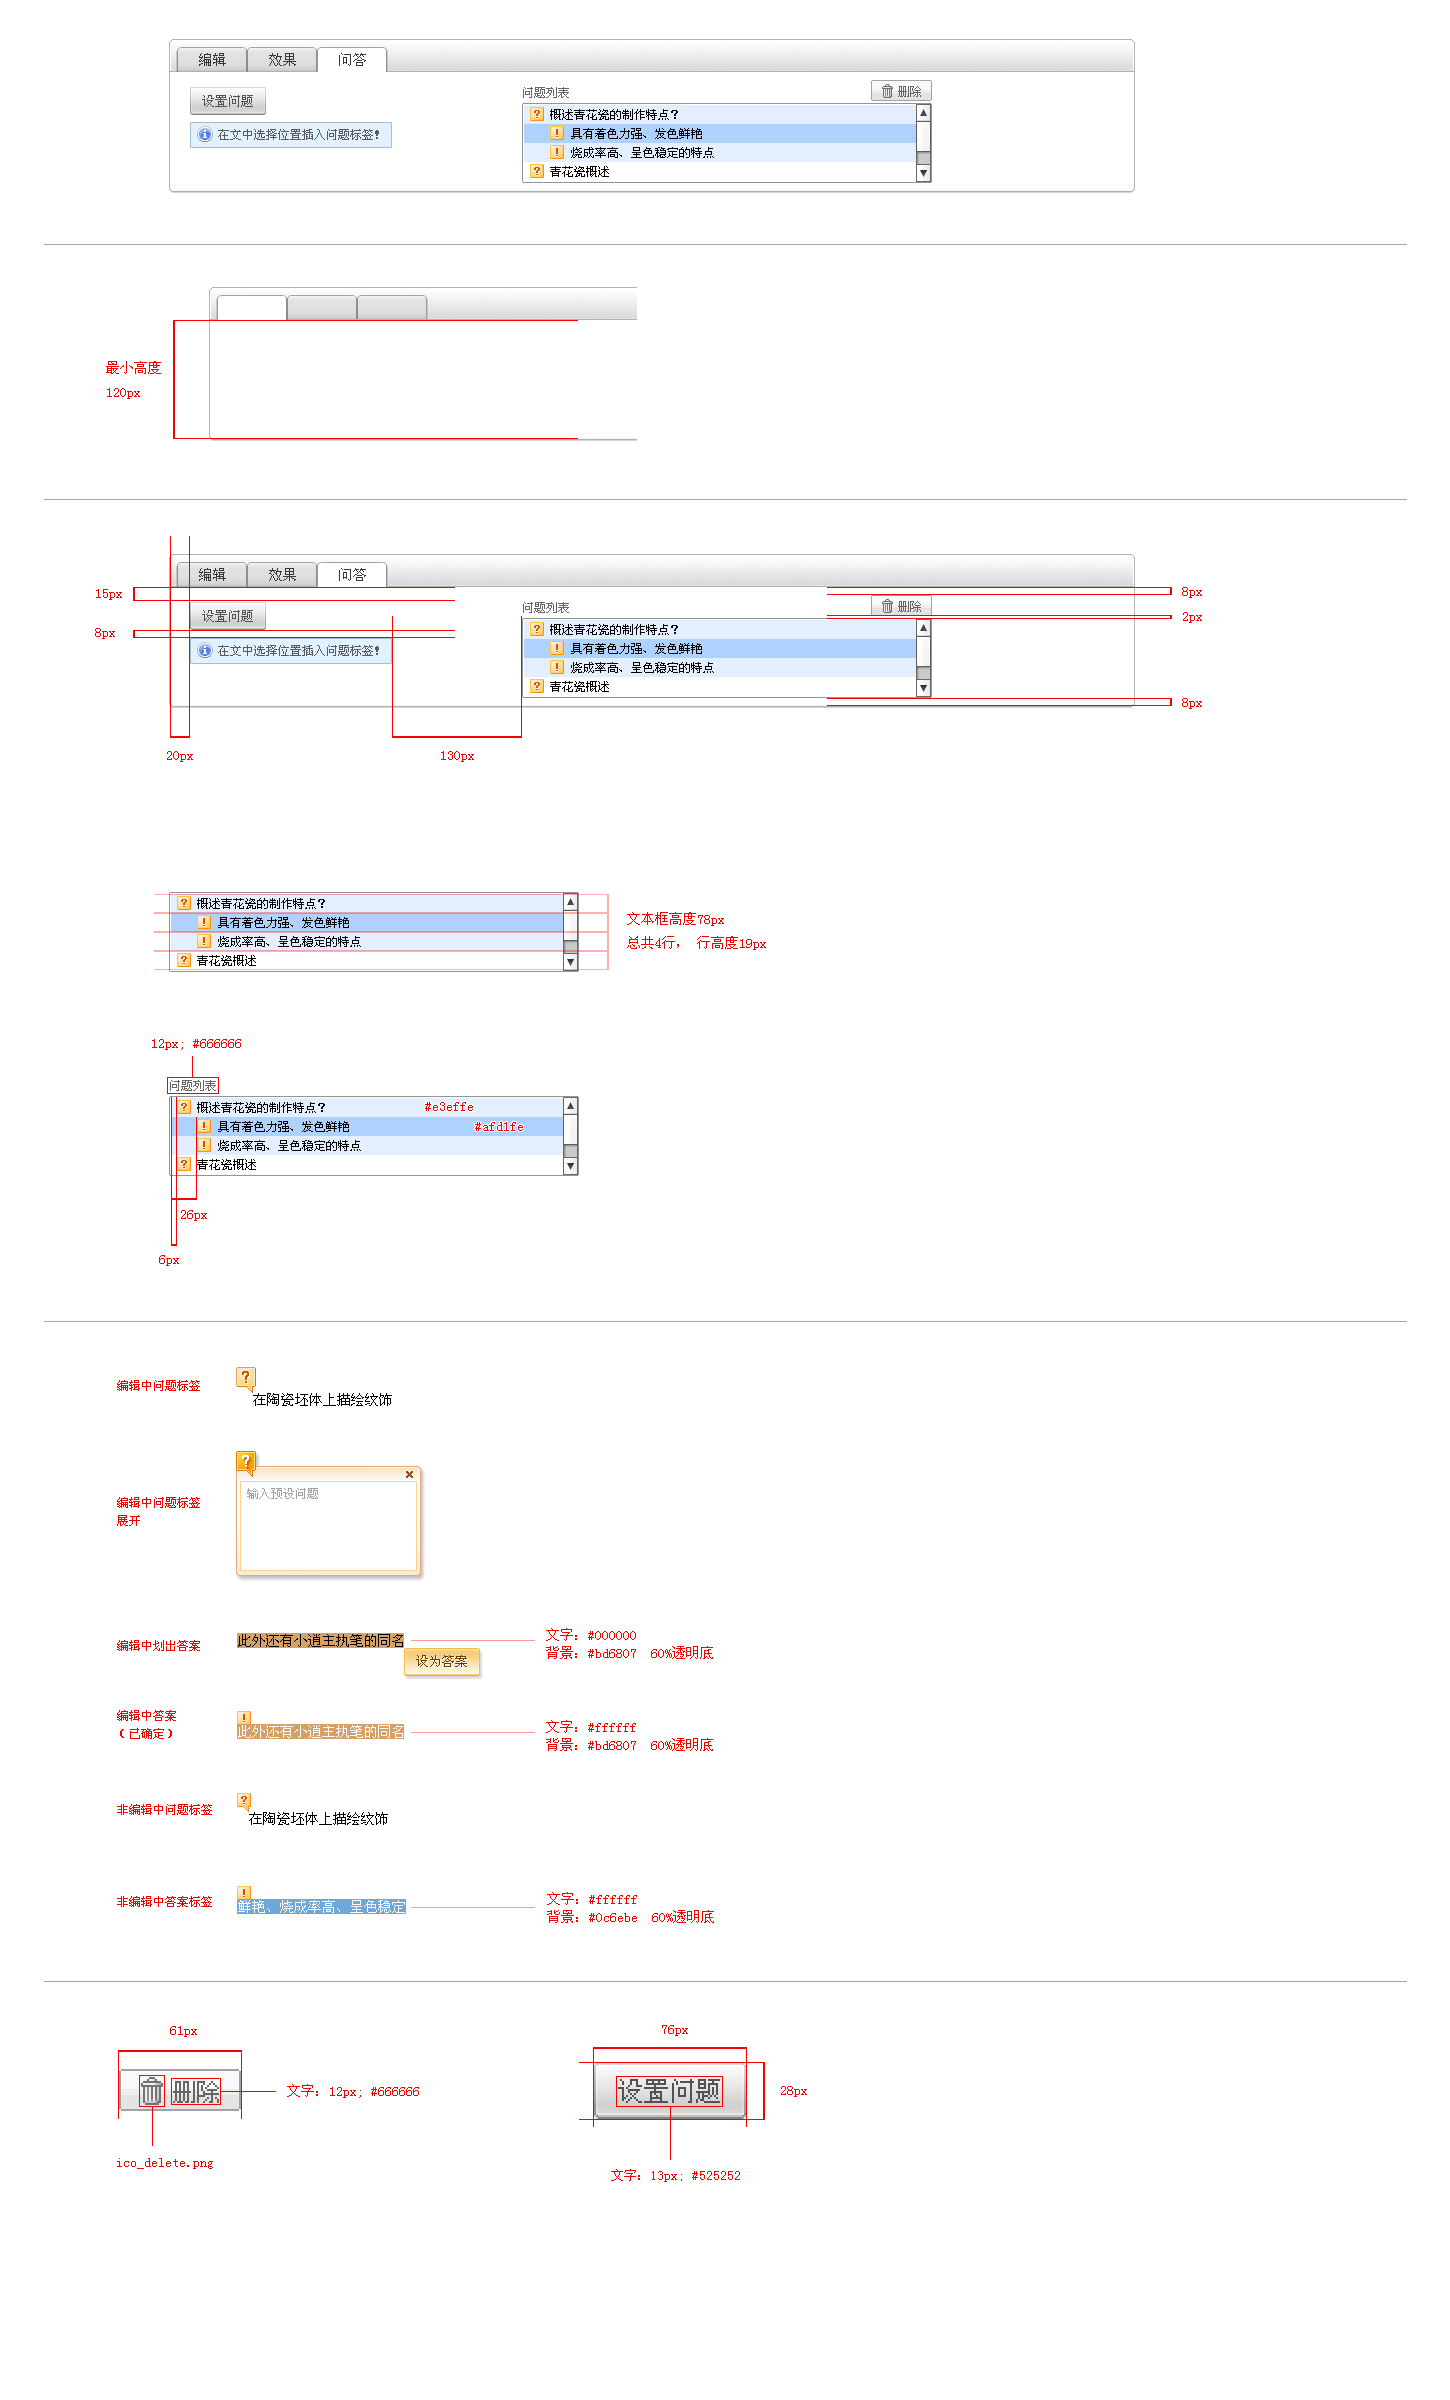 编辑 效果 问答
设置问题
在文中选择位置插入问题标签!
问题列表 删除
概述青花瓷的制作特点?
具有着色力强、发色鲜艳
烧成率高、呈色稳定的特点
青花瓷概述
最小高度
120px
编辑 效果 问答
15px
8px
设置问题
8px
在文中选择位置插入问题标签!
问题列表 删除
2px
概述青花瓷的制作特点?
具有着色力强、发色鲜艳
烧成率高、呈色稳定的特点
青花瓷概述
8px
20px
130px
概述青花瓷的制作特点?
具有着色力强、发色鲜艳
烧成率高、呈色稳定的特点
青花瓷概述
文本框高度78px
总共4行, 行高度19px
12px; #666666
问题列表
概述青花瓷的制作特点? #e3effe
具有着色力强、发色鲜艳 #afd1fe
烧成率高、呈色稳定的特点
青花瓷概述
26px
6px
编辑中问题标签
在陶瓷坯体上描绘纹饰
编辑中问题标签
展开
输入预设问题
编辑中划出答案
此外还有小逍主执笔的同名
设为答案
文字: #000000
背景: #bd6807 60%透明底
编辑中答案
(已确定)
此外还有小逍主执笔的同名
文字: #ffffff
背景: #bd6807 60%透明底
非编辑中问题标签
在陶瓷坯体上描绘纹饰
非编辑中答案标签
鲜艳、烧成率高、呈色稳定
文字: #ffffff
背景: #0c6ebe 60%透明底
61px
删除
文字: 12px; #666666
ico_delete.png
76px
设置问题
28px
文字: 13px; #525252